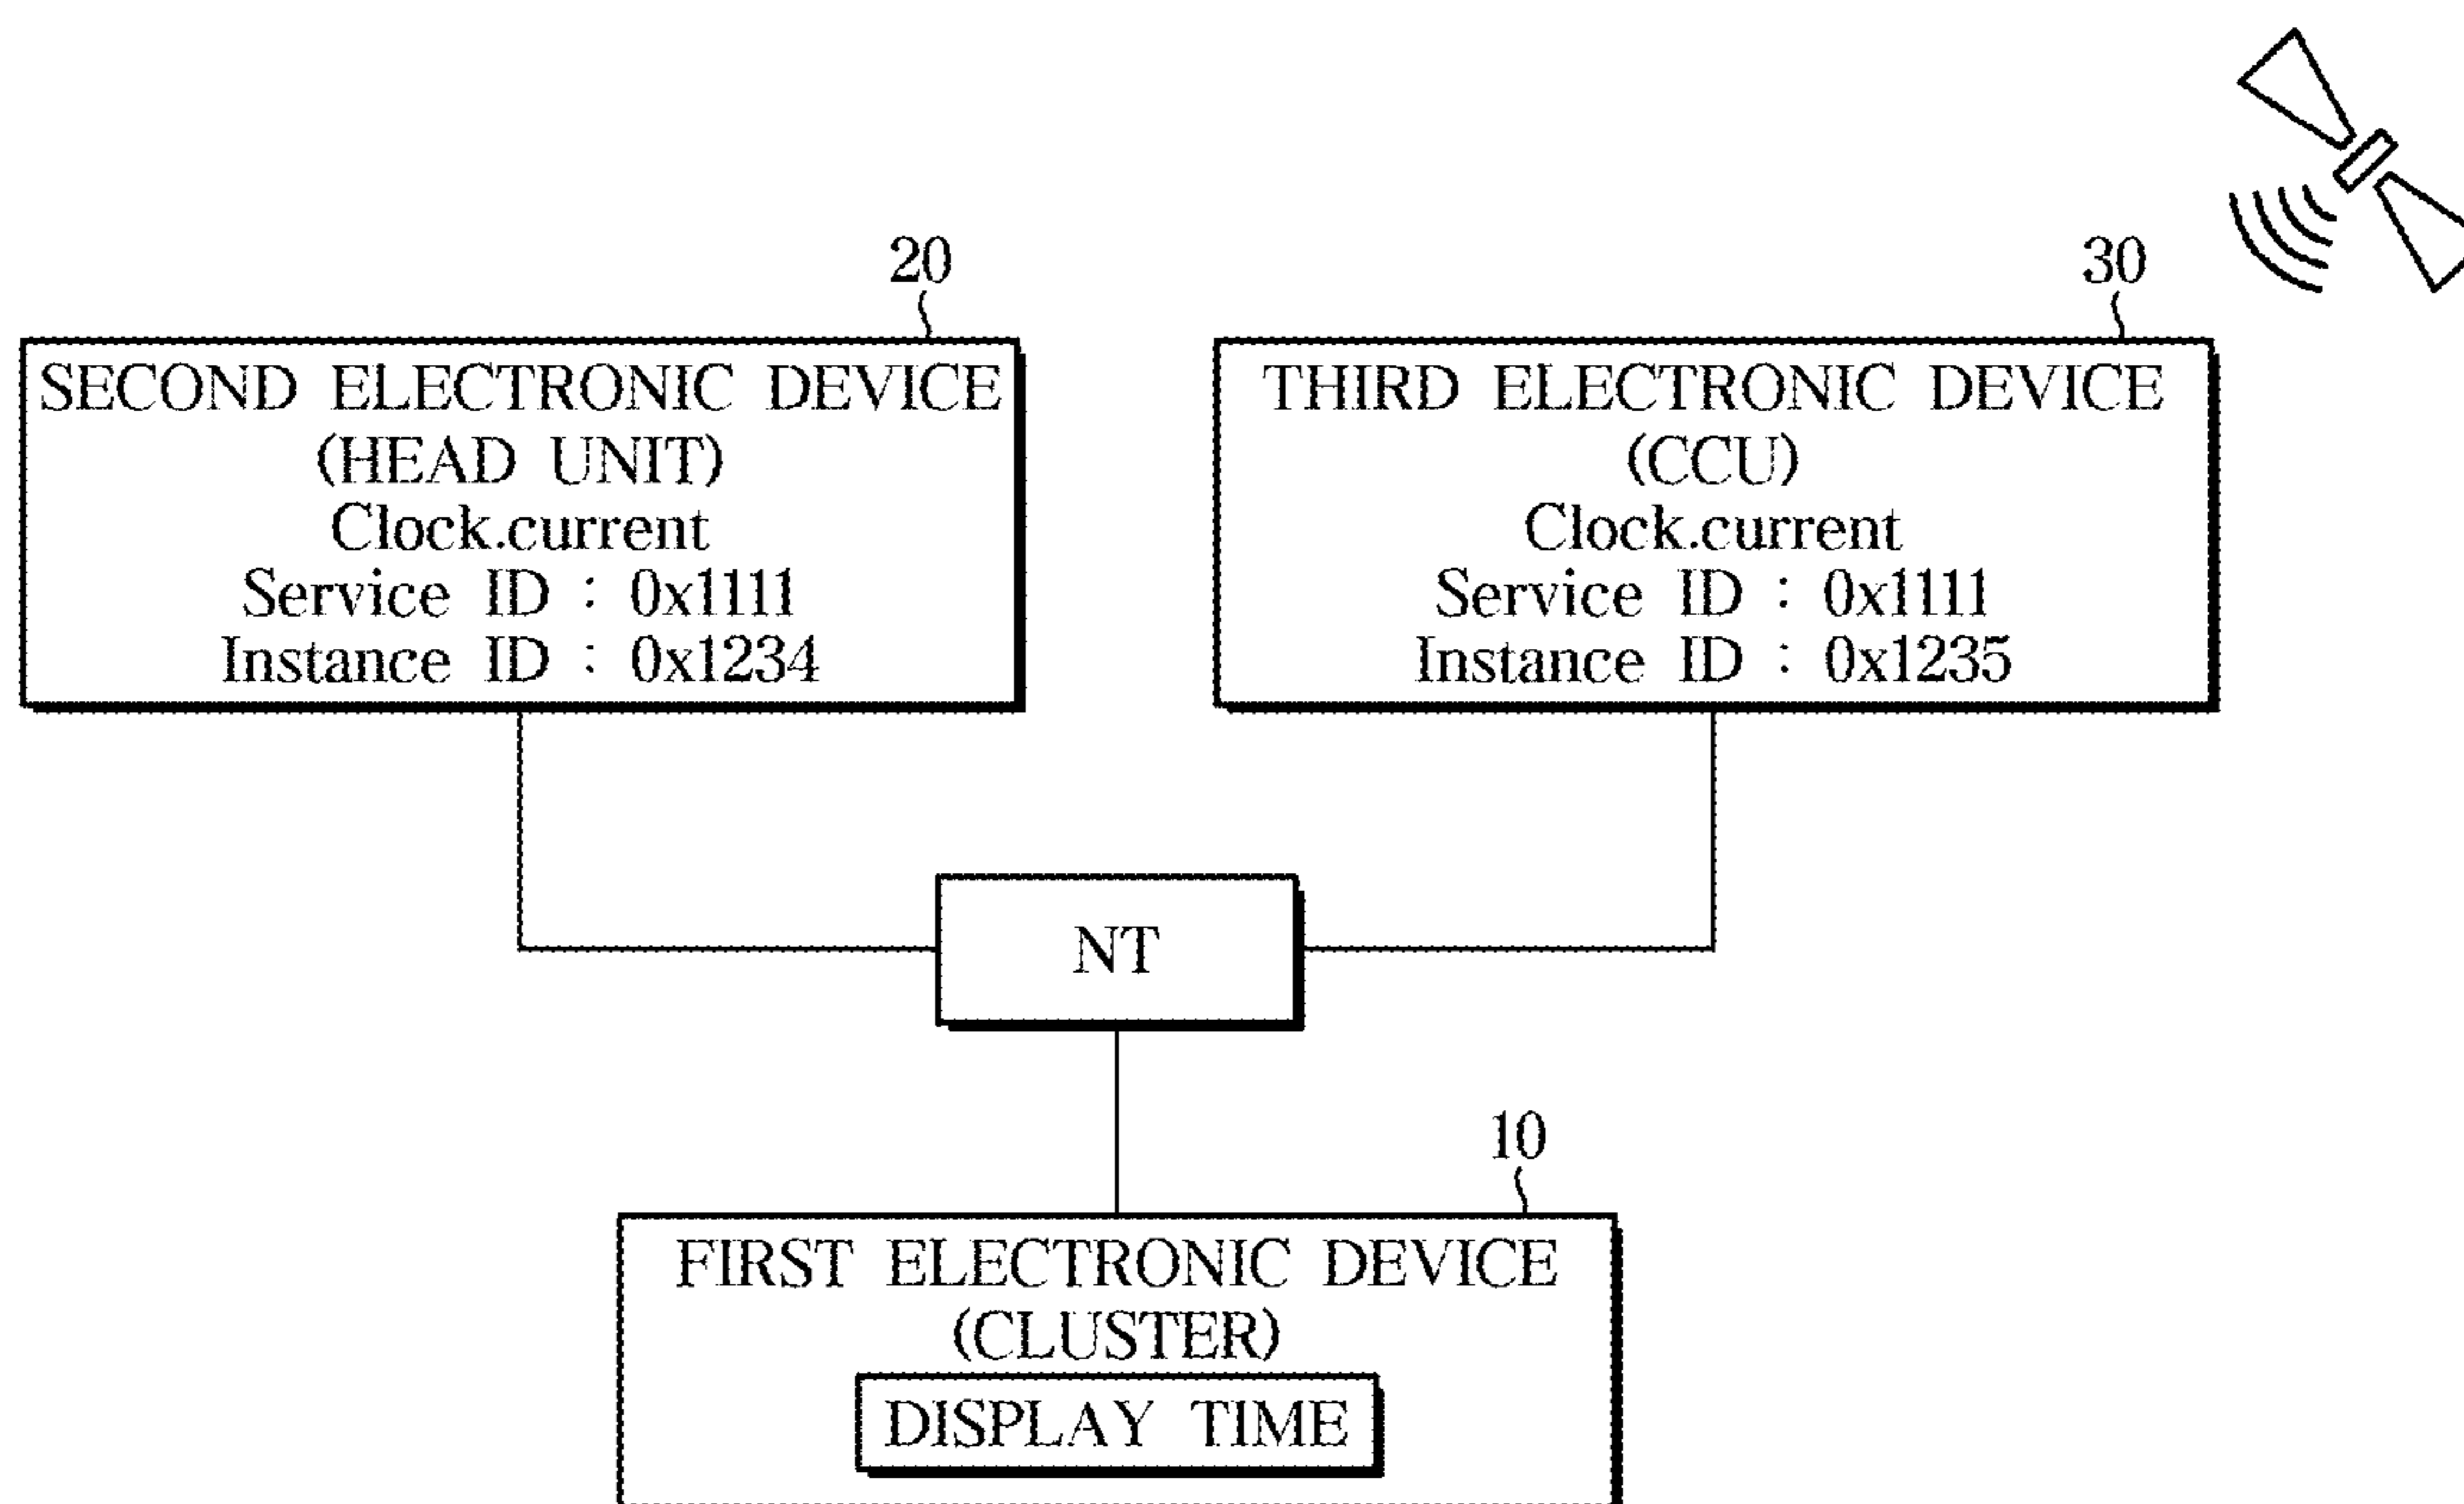 20
SECOND ELECTRONIC DEVICE
(HEAD UNIT)
Clock.current
Service ID : 0x1111
Instance ID : 0x1234
30
THIRD ELECTRONIC DEVICE
(CCU)
Clock.current
Service ID : 0x1111
Instance ID : 0x1235
NT
10
FIRST ELECTRONIC DEVICE
(CLUSTER)
DISPLAY TIME